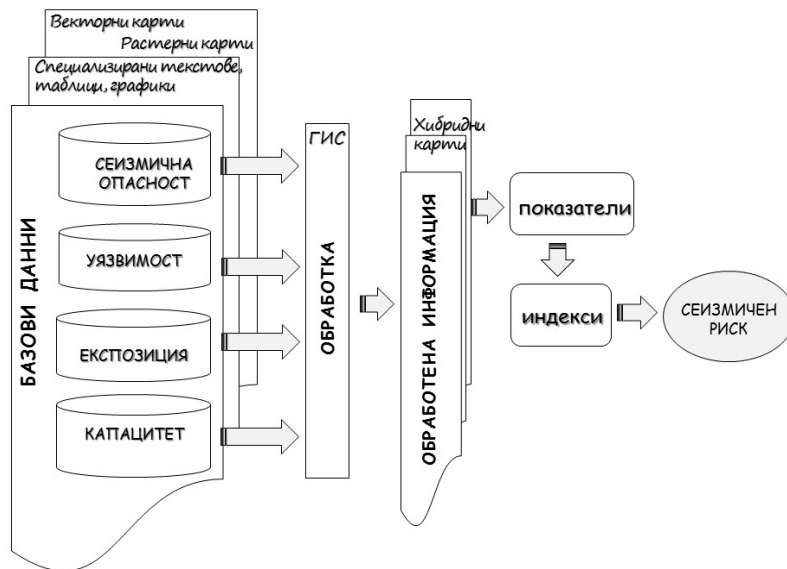 Векторни карти
Растерни карти
Специализирани текстове,
таблици, графики
БАЗОВИ ДАННИ
СЕИЗМИЧНА
ОПАСНОСТ
УЯЗВИМОСТ
ЕКСПОЗИЦИЯ
КАПАЦИТЕТ
ГИС
ОБРАБОТКА
Хибридни
карти
ОБРАБОТЕНА ИНФОРМАЦИЯ
показатели
индекси
СЕИЗМИЧЕН
РИСК